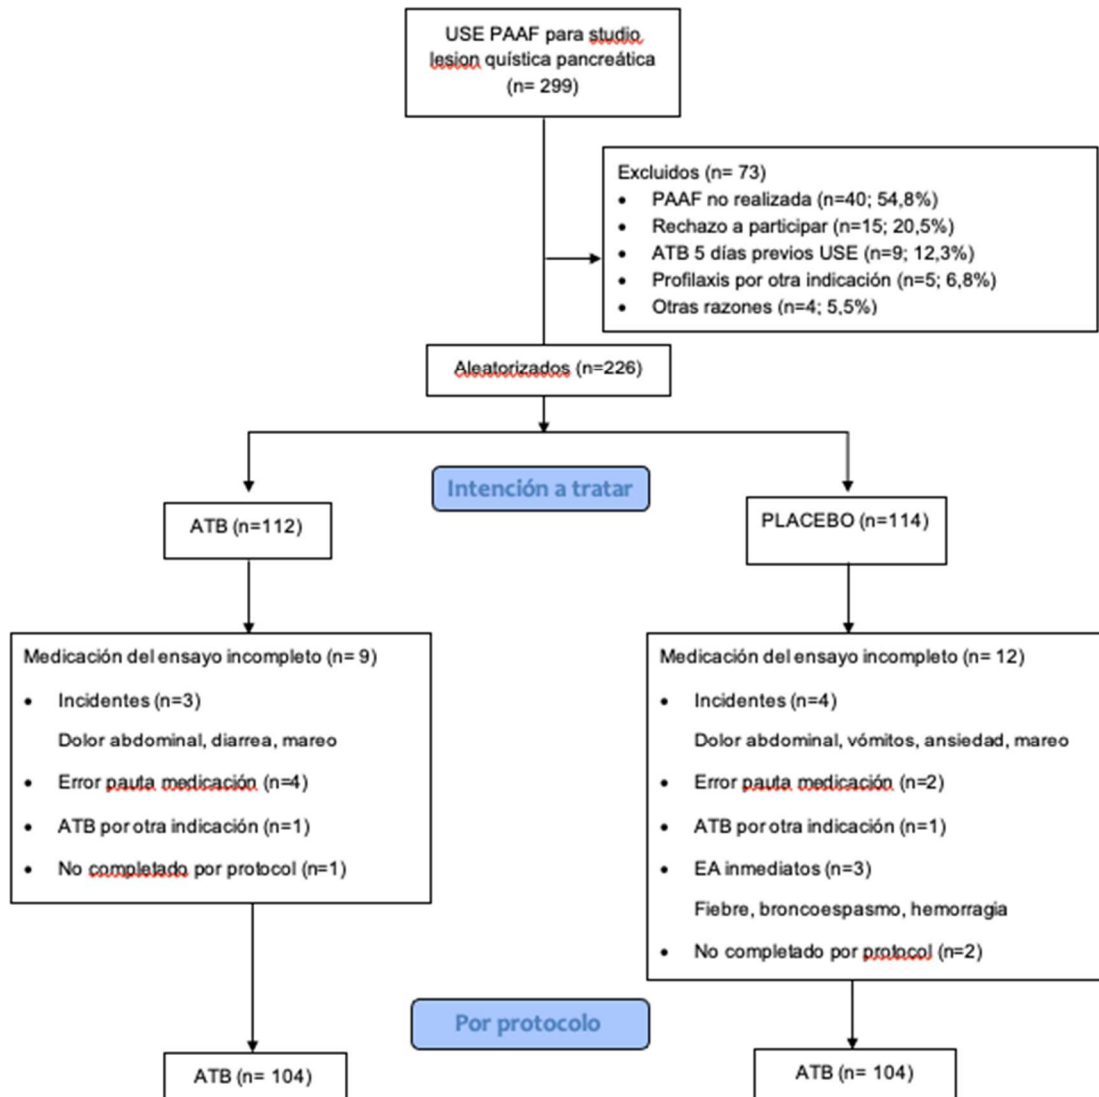 USE PAAF para studio
lesion quística pancreática
(n= 299)
Excluidos (n= 73)
• PAAF no realizada (n=40; 54,8%)
• Rechazo a participar (n=15; 20,5%)
• ATB 5 días previos USE (n=9; 12,3%)
• Profilaxis por otra indicación (n=5; 6,8%)
• Otras razones (n=4; 5,5%)
Aleatorizados (n=226)
Intención a tratar
ATB (n=112)
PLACEBO (n=114)
Medicación del ensayo incompleto (n= 9)
• Incidentes (n=3)
Dolor abdominal, diarrea, mareo
• Error pauta medicación (n=4)
• ATB por otra indicación (n=1)
• No completado por protocol (n=1)
Medicación del ensayo incompleto (n= 12)
• Incidentes (n=4)
Dolor abdominal, vómitos, ansiedad, mareo
• Error pauta medicación (n=2)
• ATB por otra indicación (n=1)
• EA inmediatos (n=3)
Fiebre, broncoespasmo, hemorragia
• No completado por protocol (n=2)
Por protocolo
ATB (n= 104)
ATB (n= 104)